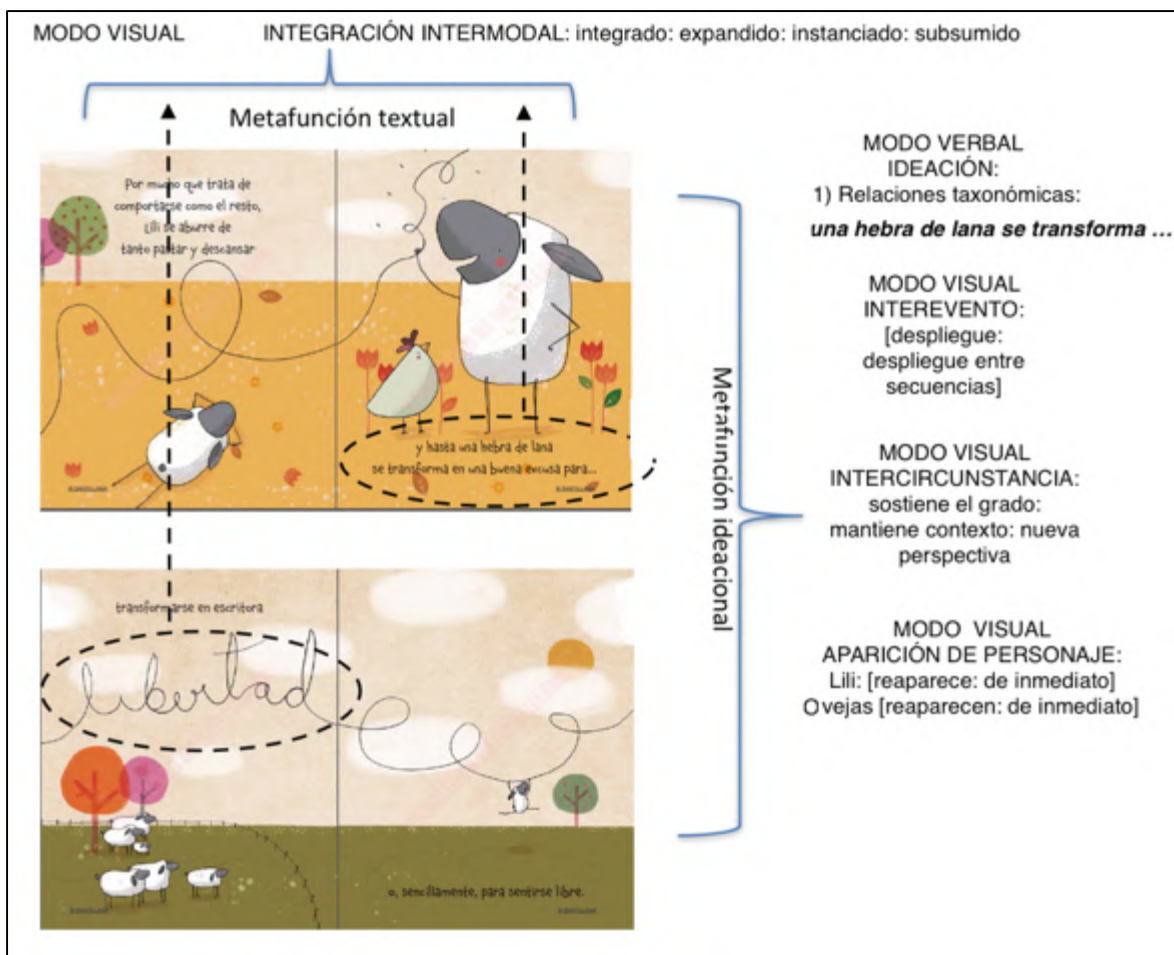 MODO VISUAL
INTEGRACIÓN INTERMODAL: integrado: expandido: instanciado: subsumido
Metafunción textual
Por mucho que trata de
comportarse como el resto,
Lili se aburre de
tanto pastar y descansar
y hasta una hebra de lana
se transforma en una buena excusa para...
transformarse en escritora
libertad
o, sencillamente, para sentirse libre.
Metafunción ideacional
MODO VERBAL
IDEACIÓN:
1) Relaciones taxonómicas:
una hebra de lana se transforma ...
MODO VISUAL
INTEREVENTO:
[despliegue:
despliegue entre
secuencias]
MODO VISUAL
INTERCIRCUNSTANCIA:
sostiene el grado:
mantiene contexto: nueva
perspectiva
MODO VISUAL
APARICIÓN DE PERSONAJE:
Lili: [reaparece: de inmediato]
Ovejas [reaparecen: de inmediato]